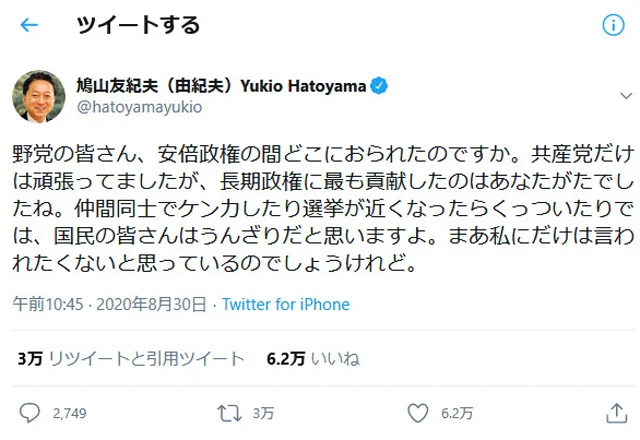 ツイートする
鳩山友紀夫（由紀夫）Yukio Hatoyama
@hatoyamayukio
野党の皆さん、安倍政権の間どこにおられたのですか。共産党だけ
は頑張ってましたが、長期政権に最も貢献したのはあなたがたでし
たね。仲間同士でケンカしたり選挙が近くなったらくっついたりで
は、国民の皆さんはうんざりだと思いますよ。まあ私にだけは言わ
れたくないと思っているのでしょうけれど。
午前10:45 · 2020年8月30日 · Twitter for iPhone
3万 リツイートと引用ツイート 6.2万 いいね
2,749 3万 6.2万